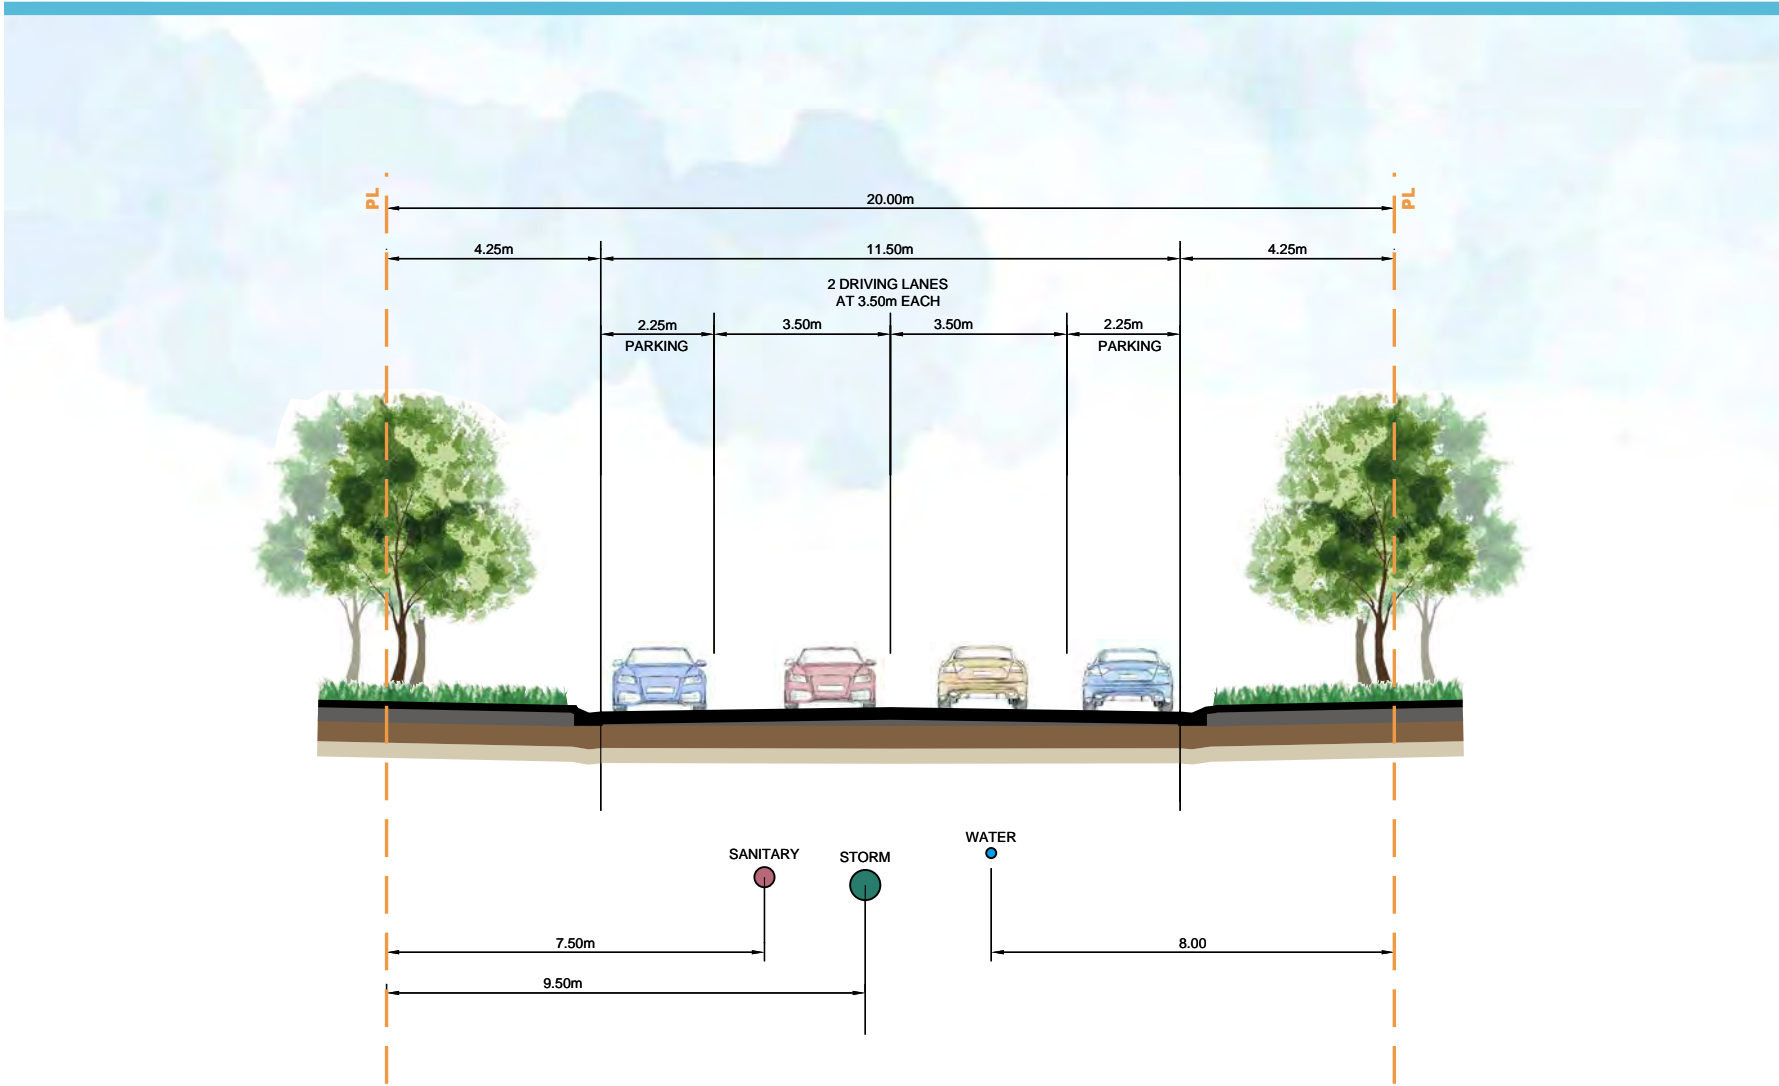 PL
20.00m
PL
4.25m
11.50m
4.25m
2 DRIVING LANES
AT 3.50m EACH
2.25m
3.50m
3.50m
2.25m
PARKING
PARKING
WATER
SANITARY
STORM
7.50m
8.00
9.50m